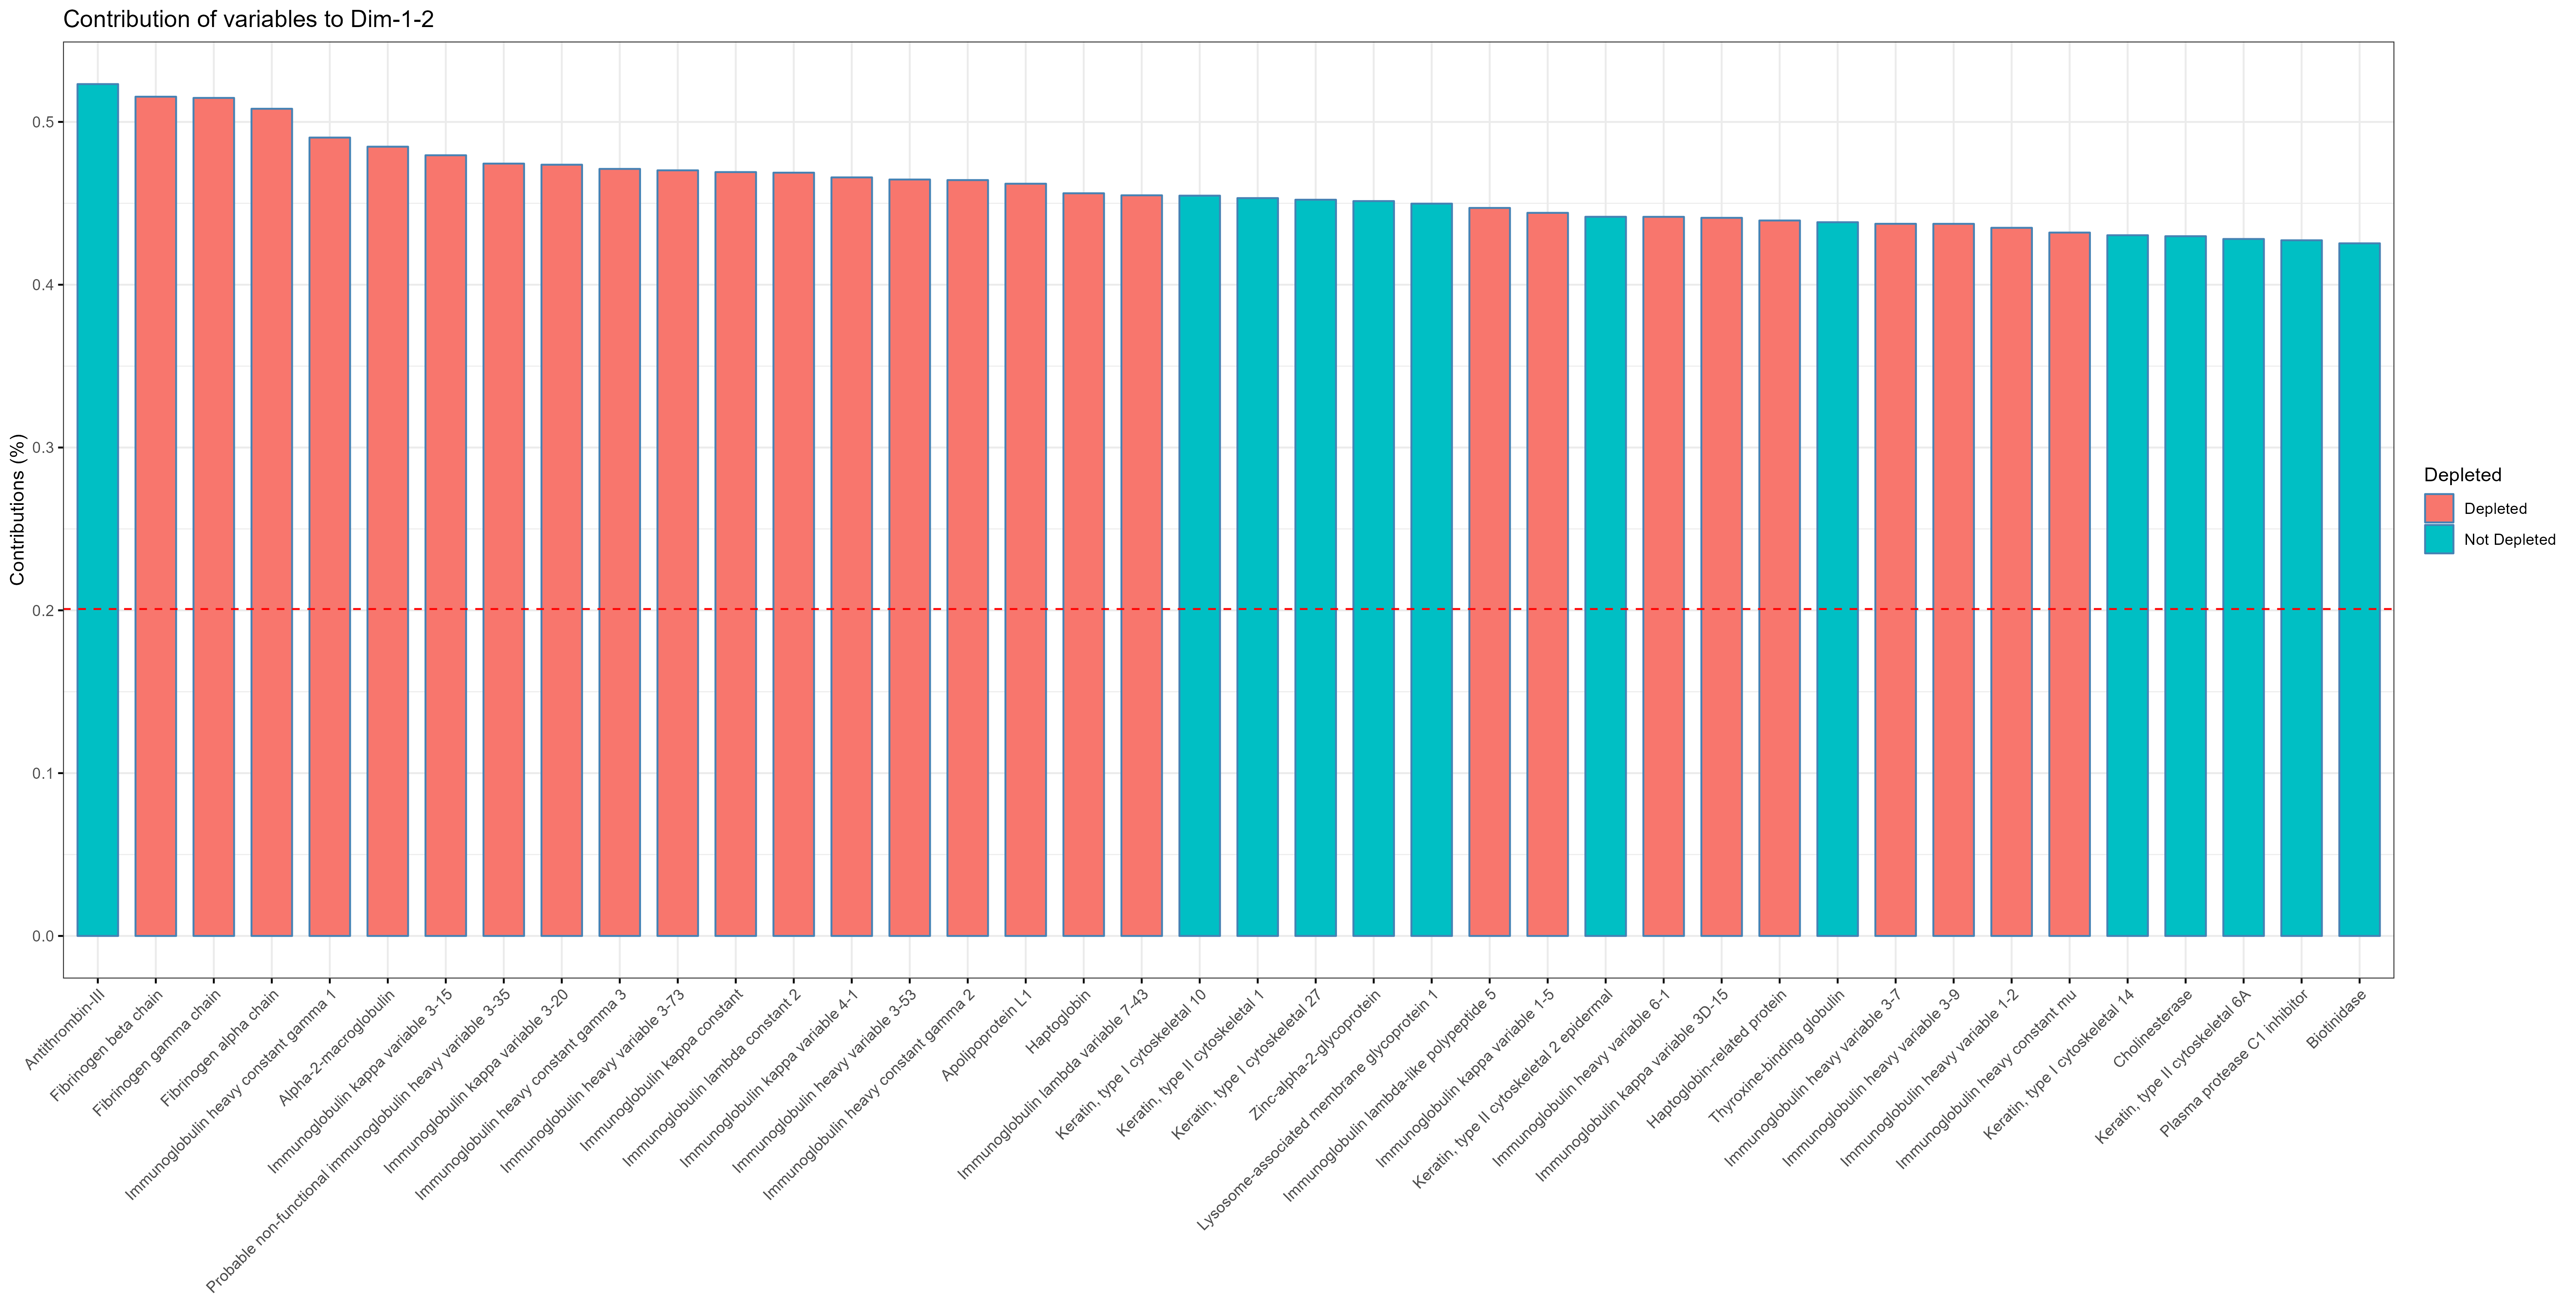 Contribution of variables to Dim-1-2
Contributions (%)
0.5
0.4
0.3
0.2
0.1
0.0
Antithrombin-III
Fibrinogen beta chain
Fibrinogen gamma chain
Fibrinogen alpha chain
Immunoglobulin heavy constant gamma 1
Alpha-2-macroglobulin
Immunoglobulin kappa variable 3-15
Probable non-functional immunoglobulin heavy variable 3-35
Immunoglobulin kappa variable 3-20
Immunoglobulin heavy constant gamma 3
Immunoglobulin heavy variable 3-73
Immunoglobulin kappa constant
Immunoglobulin lambda constant 2
Immunoglobulin kappa variable 4-1
Immunoglobulin heavy variable 3-53
Immunoglobulin heavy constant gamma 2
Apolipoprotein L1
Haptoglobin
Immunoglobulin lambda variable 7-43
Keratin, type I cytoskeletal 10
Keratin, type II cytoskeletal 1
Keratin, type I cytoskeletal 27
Zinc-alpha-2-glycoprotein
Lysosome-associated membrane glycoprotein 1
Immunoglobulin lambda-like polypeptide 5
Immunoglobulin kappa variable 1-5
Keratin, type II cytoskeletal 2 epidermal
Immunoglobulin heavy variable 6-1
Immunoglobulin kappa variable 3D-15
Haptoglobin-related protein
Thyroxine-binding globulin
Immunoglobulin heavy variable 3-7
Immunoglobulin heavy variable 3-9
Immunoglobulin heavy variable 1-2
Immunoglobulin heavy constant mu
Keratin, type I cytoskeletal 14
Cholinesterase
Keratin, type II cytoskeletal 6A
Plasma protease C1 inhibitor
Biotinidase
Depleted
Depleted
Not Depleted